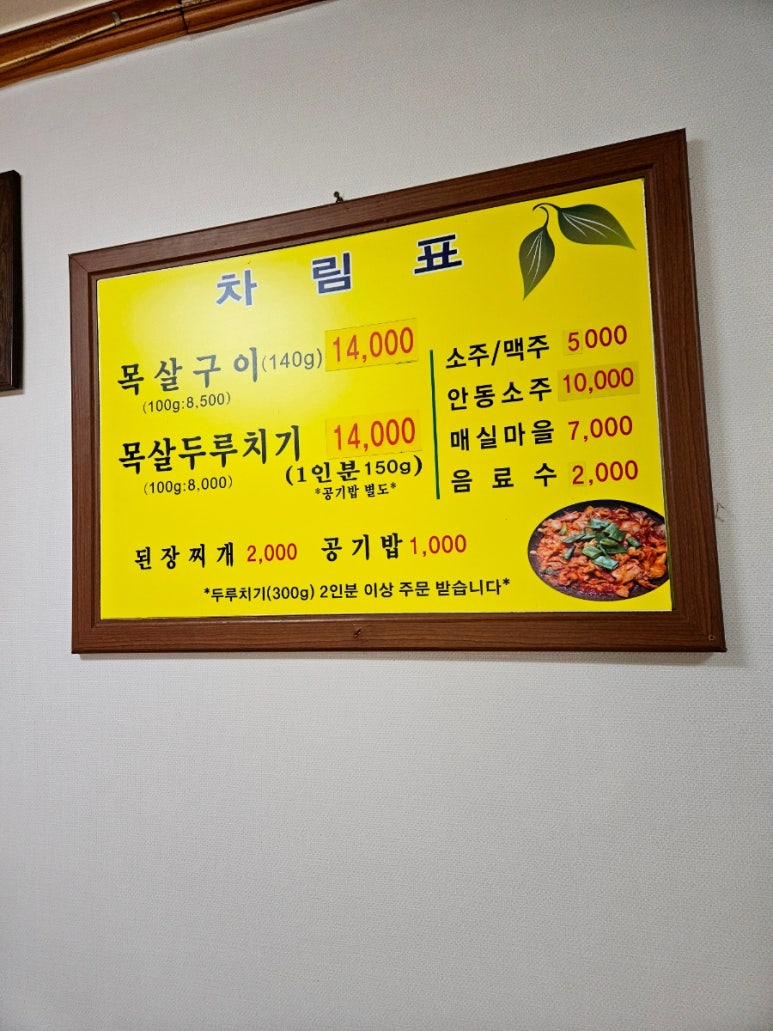 차림표
목살구이(140g) 14,000
(100g:8,500)
목살두루치기 14,000
(100g:8,000) (1인분150g)
*공기밥 별도*
소주/맥주 5000
안동소주 10,000
매실마을 7,000
음료수 2,000
된장찌개 2,000 공기밥 1,000
*두루치기(300g) 2인분 이상 주문 받습니다*